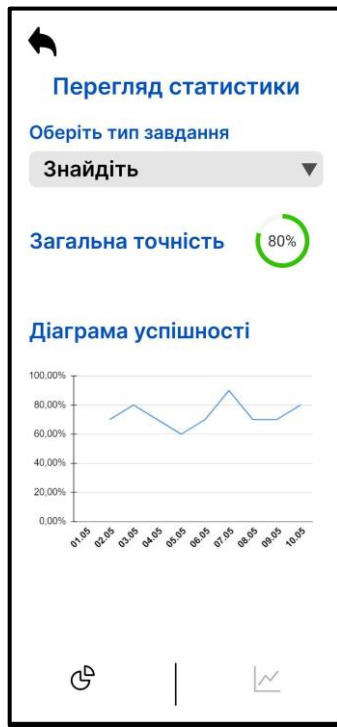 Перегляд статистики
Оберіть тип завдання
Знайдіть
Загальна точність
80%
Діаграма успішності
100,00%
80,00%
60,00%
40,00%
20,00%
0,00%
01.05 02.05 03.05 04.05 05.05 06.05 07.05 08.05 09.05 10.05